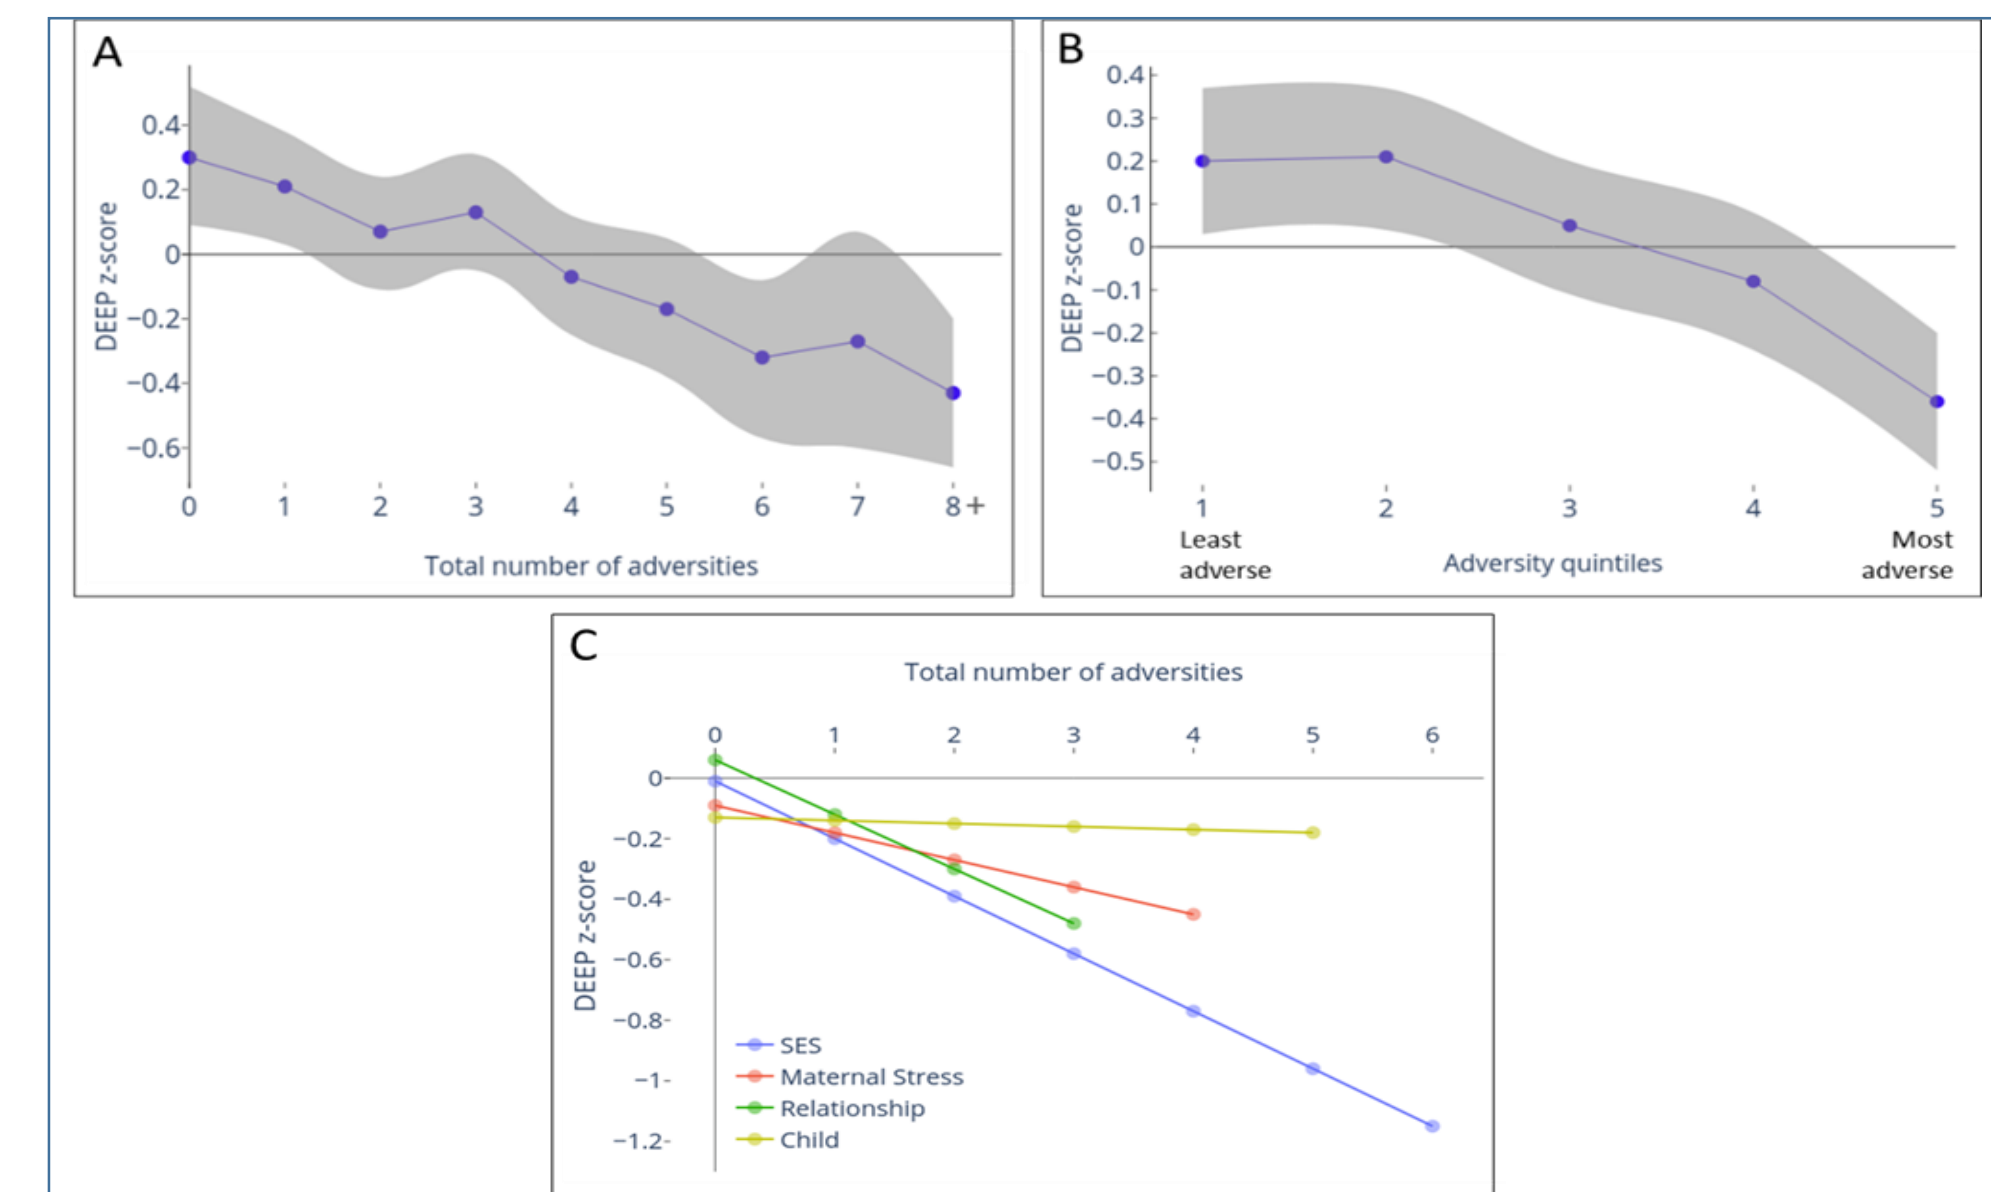 A
DEEP z-score
0.4
0.2
0
−0.2
−0.4
−0.6
0 1 2 3 4 5 6 7 8+
Total number of adversities
B
DEEP z-score
0.4
0.3
0.2
0.1
0
−0.1
−0.2
−0.3
−0.4
−0.5
1 2 3 4 5
Least adverse
Adversity quintiles
Most adverse
C
Total number of adversities
0 1 2 3 4 5 6
DEEP z-score
0
−0.2
−0.4
−0.6
−0.8
−1
−1.2
SES
Maternal Stress
Relationship
Child